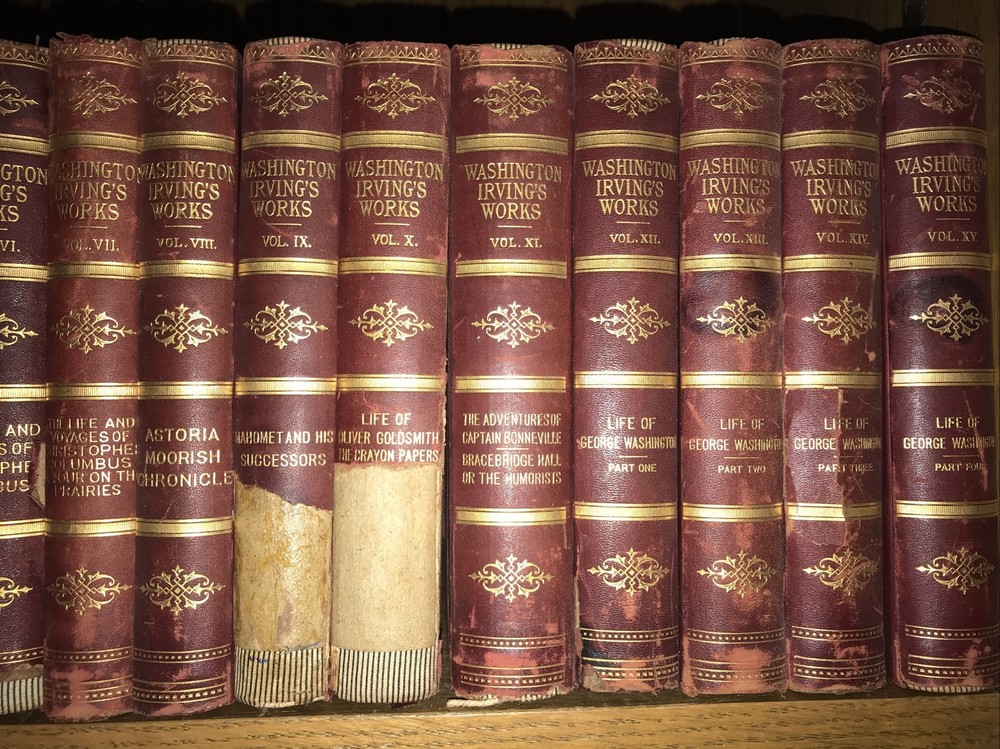 VI.
AND
WASHINGTON
IRVING'S
WORKS
VOL. VII.
THE LIFE AND
VOYAGES OF
CHRISTOPHE
COLUMBUS
TOUR ON TH
PRAIRIES
WASHINGTON
IRVING'S
WORKS
VOL. VIII.
ASTORIA
MOORISH
CHRONICLE
WASHINGTON
IRVING'S
WORKS
VOL. IX.
MAHOMET AND HIS
SUCCESSORS
WASHINGTON
IRVING'S
WORKS
VOL. X.
LIFE OF
OLIVER GOLDSMITH
THE CRAYON PAPERS
WASHINGTON
IRVING'S
WORKS
VOL. XI.
THE ADVENTURES OF
CAPTAIN BONNEVILLE
BRACEBRIDGE HALL
OR THE HUMORISTS
WASHINGTON
IRVING'S
WORKS
VOL. XII.
LIFE OF
GEORGE WASHINGTON
PART ONE
WASHINGTON
IRVING'S
WORKS
VOL. XIII.
LIFE OF
GEORGE WASHINGTON
PART TWO
WASHINGTON
IRVING'S
WORKS
VOL. XIV.
LIFE OF
GEORGE WASHINGTON
PART THREE
WASHINGTON
IRVING'S
WORKS
VOL. XV
LIFE OF
GEORGE WASHINGTON
PART FOUR